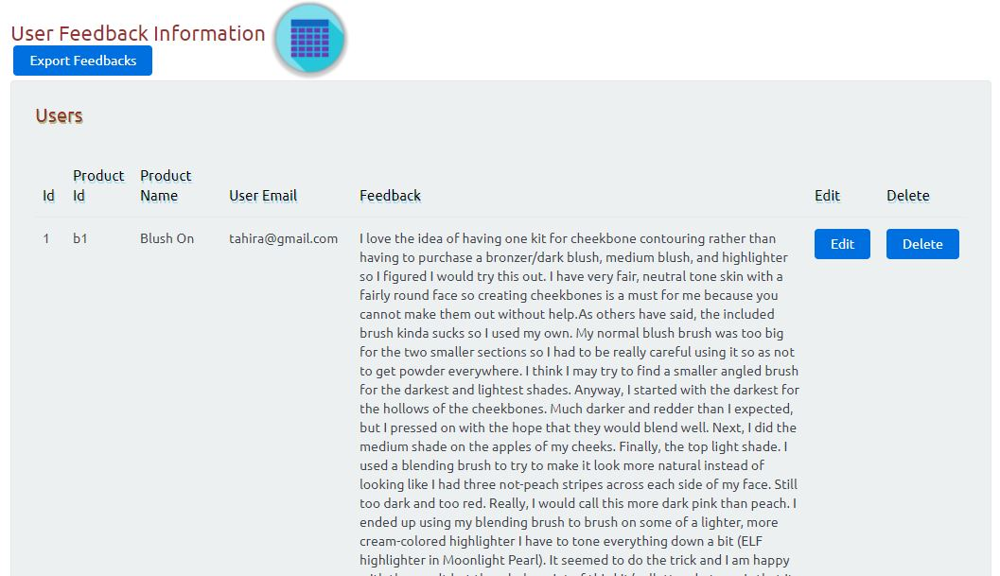 User Feedback Information
Export Feedbacks
Users
Id Product Id Product Name User Email Feedback Edit Delete
1 b1 Blush On tahira@gmail.com I love the idea of having one kit for cheekbone contouring rather than Edit Delete
having to purchase a bronzer/dark blush, medium blush, and highlighter
so I figured I would try this out. I have very fair, neutral tone skin with a
fairly round face so creating cheekbones is a must for me because you
cannot make them out without help.As others have said, the included
brush kinda sucks so I used my own. My normal blush brush was too big
for the two smaller sections so I had to be really careful using it so as not
to get powder everywhere. I think I may try to find a smaller angled brush
for the darkest and lightest shades. Anyway, I started with the darkest for
the hollows of the cheekbones. Much darker and redder than I expected,
but I pressed on with the hope that they would blend well. Next, I did the
medium shade on the apples of my cheeks. Finally, the top light shade. I
used a blending brush to try to make it look more natural instead of
looking like I had three not-peach stripes across each side of my face. Still
too dark and too red. Really, I would call this more dark pink than peach. I
ended up using my blending brush to brush on some of a lighter, more
cream-colored highlighter I have to tone everything down a bit (ELF
highlighter in Moonlight Pearl). It seemed to do the trick and I am happy